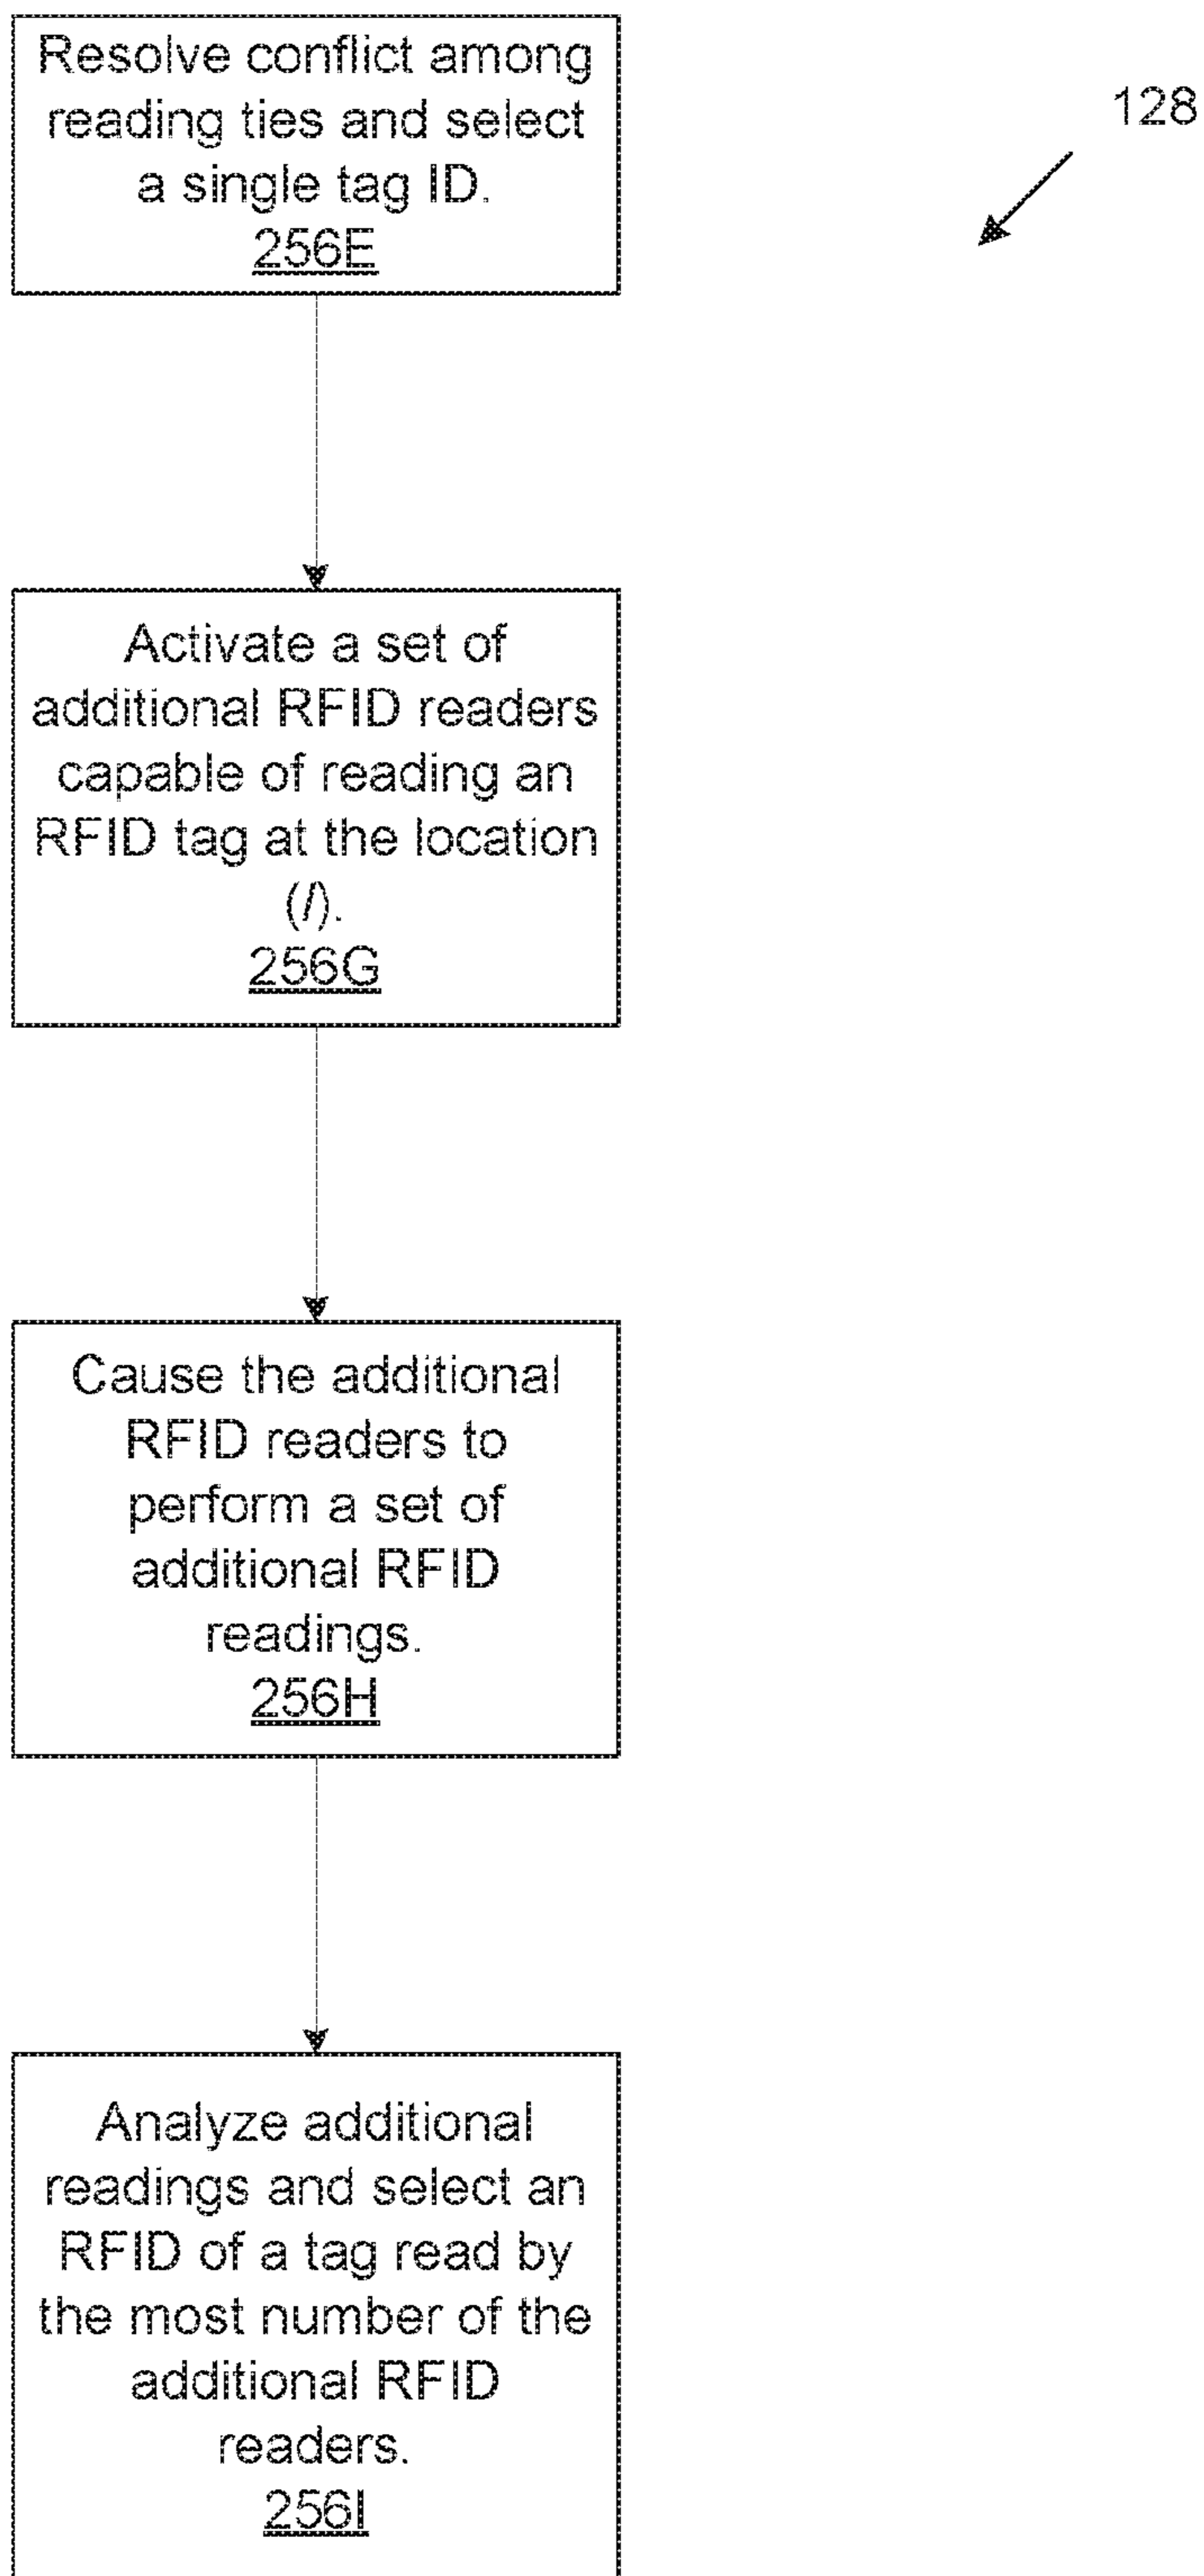 Resolve conflict among
reading ties and select
a single tag ID.
256E
128
Activate a set of
additional RFID readers
capable of reading an
RFID tag at the location
(l).
256G
Cause the additional
RFID readers to
perform a set of
additional RFID
readings.
256H
Analyze additional
readings and select an
RFID of a tag read by
the most number of the
additional RFID
readers.
256I